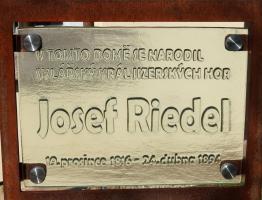 V TOMTO DOMĚ SE NARODIL
SKLÁŘSKÝ KRÁL JIZERSKÝCH HOR
Josef Riedel
19. prosince 1816 - 24. dubna 1894